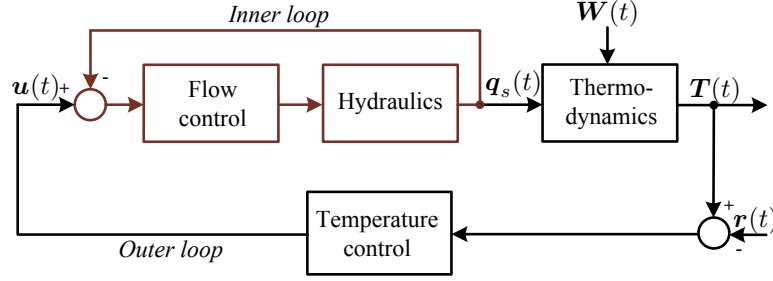 Inner loop
W(t)
u(t)
+
-
Flow
control
Hydraulics
q_s(t)
Thermo-
dynamics
T(t)
+
r(t)
-
Temperature
control
Outer loop